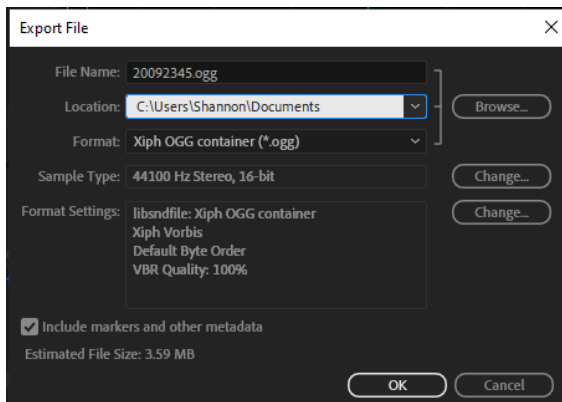 Export File
File Name: 20092345.ogg
Location: C:\Users\Shannon\Documents Browse...
Format: Xiph OGG container (*.ogg)
Sample Type: 44100 Hz Stereo, 16-bit Change...
Format Settings: libsndfile: Xiph OGG container Change...
Xiph Vorbis
Default Byte Order
VBR Quality: 100%
Include markers and other metadata
Estimated File Size: 3.59 MB
OK Cancel